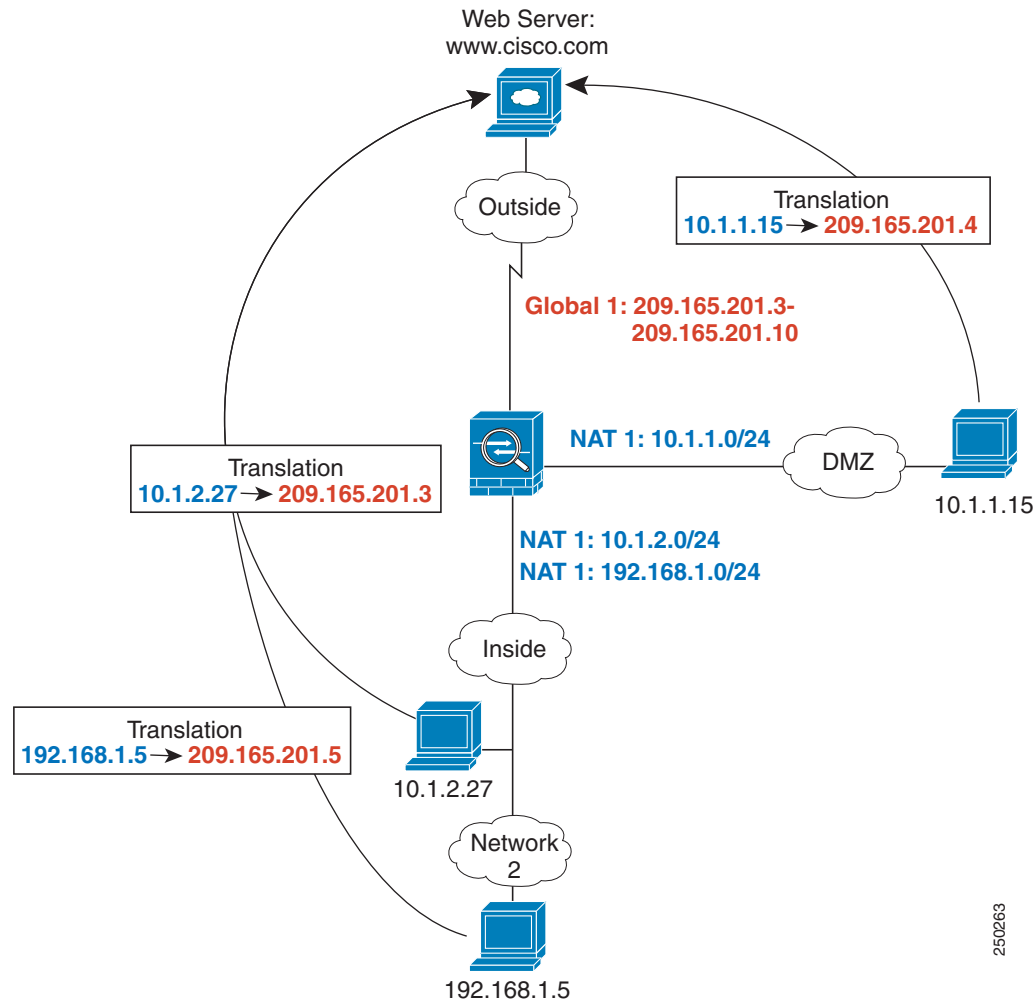 Web Server:
www.cisco.com
Outside
Translation
10.1.1.15 → 209.165.201.4
Global 1: 209.165.201.3-
209.165.201.10
NAT 1: 10.1.1.0/24
DMZ
10.1.1.15
Translation
10.1.2.27 → 209.165.201.3
NAT 1: 10.1.2.0/24
NAT 1: 192.168.1.0/24
Inside
Translation
192.168.1.5 → 209.165.201.5
10.1.2.27
Network
2
192.168.1.5
250263